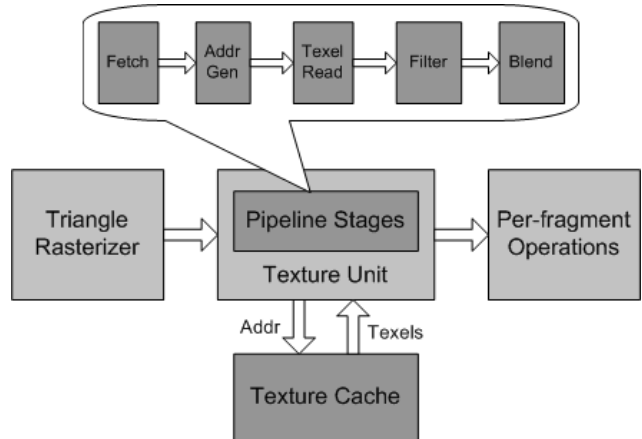 Fetch
Addr
Gen
Texel
Read
Filter
Blend
Triangle
Rasterizer
Pipeline Stages
Texture Unit
Per-fragment
Operations
Addr
Texels
Texture Cache